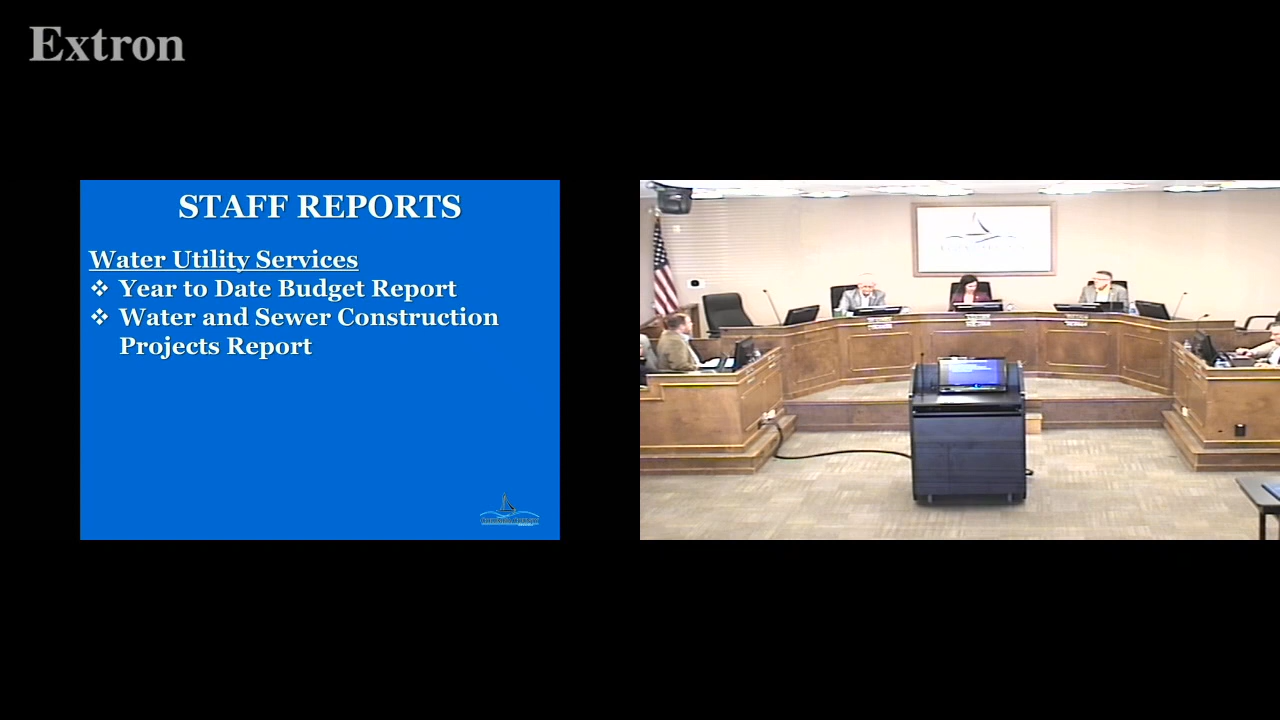 Extron
STAFF REPORTS
Water Utility Services
❖ Year to Date Budget Report
❖ Water and Sewer Construction
Projects Report